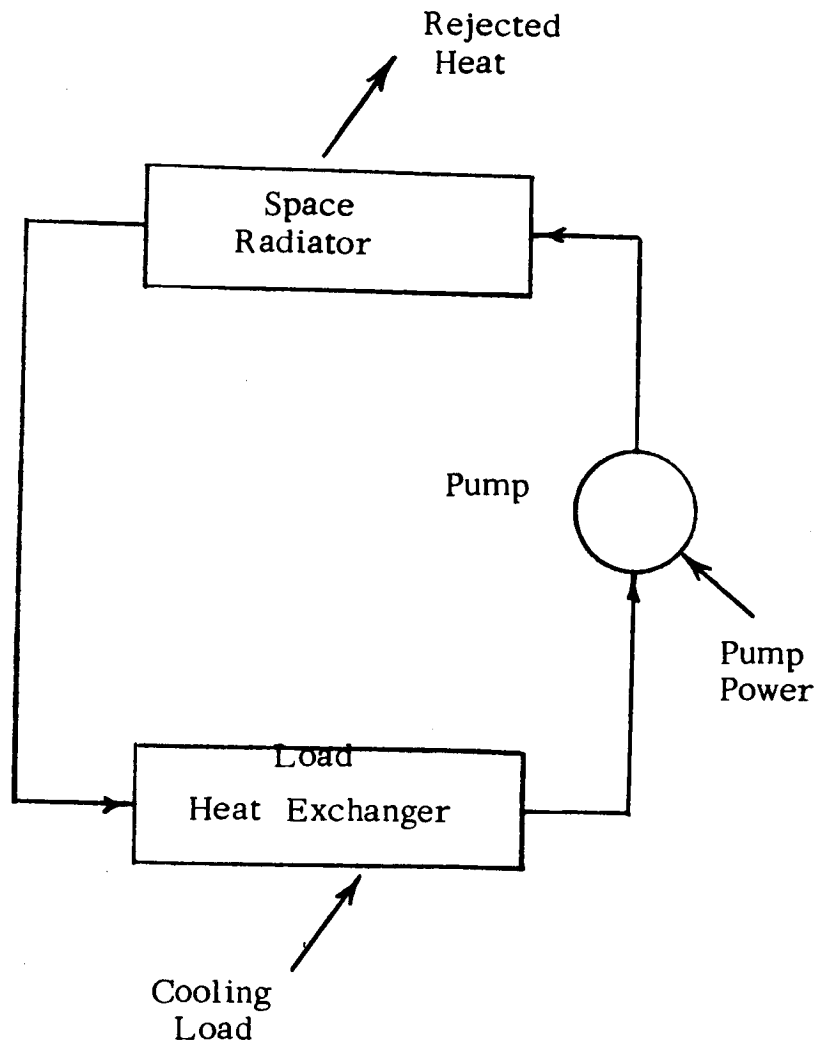 Rejected
Heat
Space
Radiator
Pump
Pump
Power
Load
Heat Exchanger
Cooling
Load